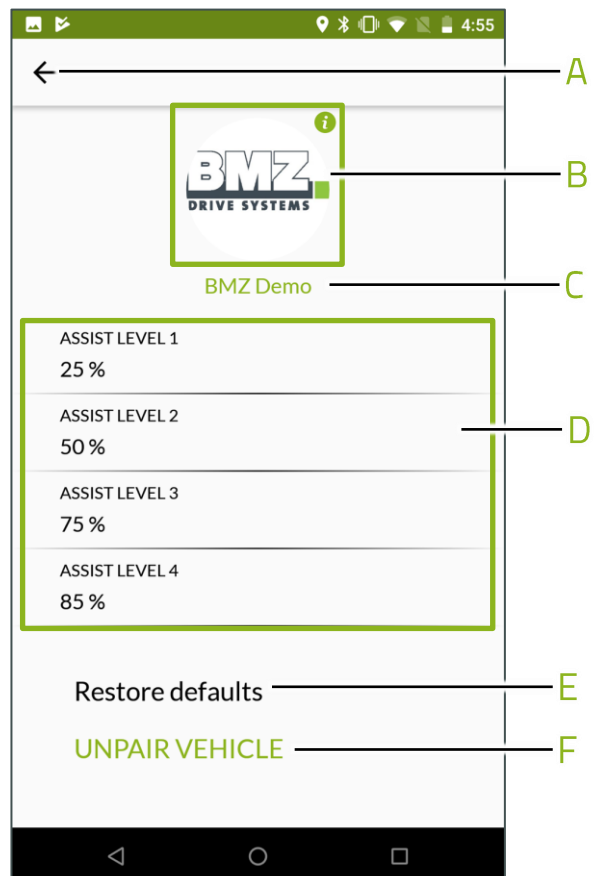 4:55
A
BMZ
DRIVE SYSTEMS
B
BMZ Demo
C
ASSIST LEVEL 1
25 %
ASSIST LEVEL 2
50 %
D
ASSIST LEVEL 3
75 %
ASSIST LEVEL 4
85 %
Restore defaults
E
UNPAIR VEHICLE
F